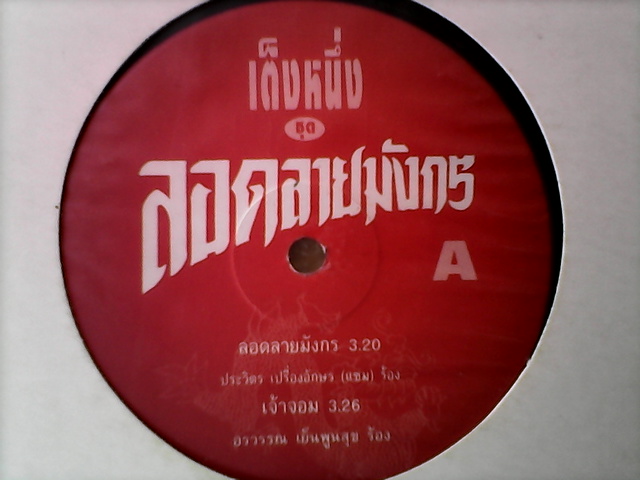 เต็งหนึ่ง
ชุด
ลอดลายมังกร
A
ลอดลายมังกร 3.20
ประวิตร เปรื่องอักษร (แซม) ร้อง
เจ้าจอม 3.26
อรวรรณ เย็นพูนสุข ร้อง